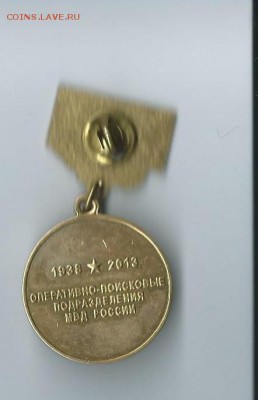 COINS.LAVE.RU
1938 ★ 2013
ОПЕРАТИВНО-ПОИСКОВЫЕ
ПОДРАЗДЕЛЕНИЯ
МВД РОССИИ